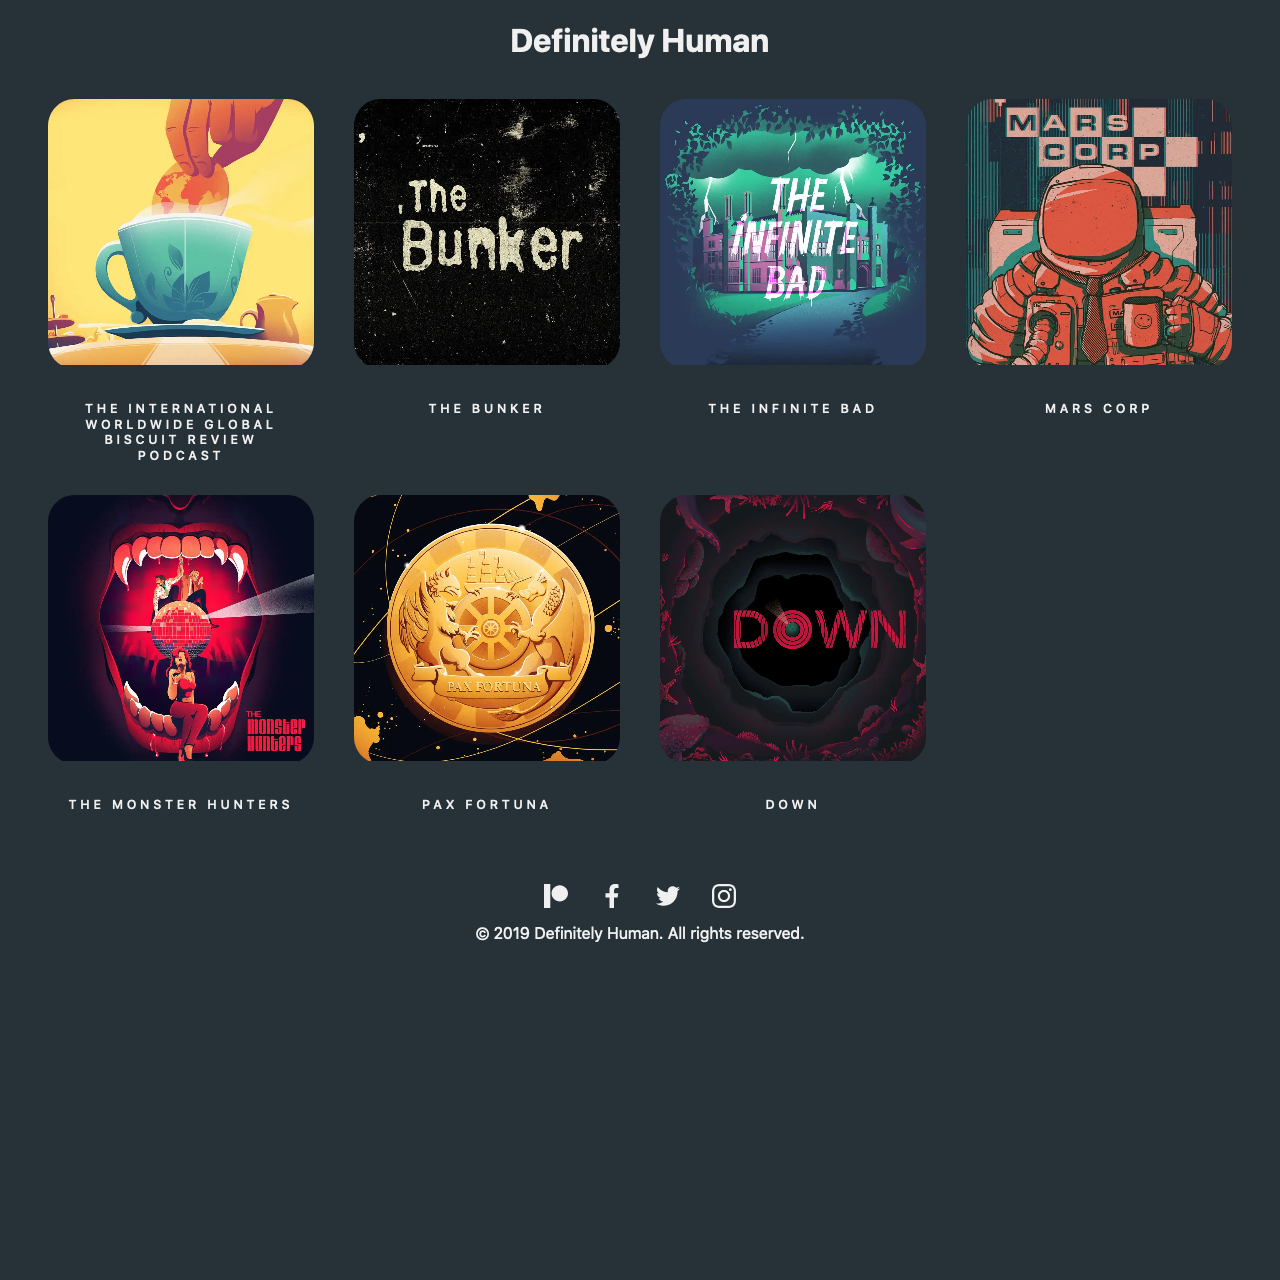 Definitely Human
The
Bunker
THE
INFINITE
BAD
MARS
CORP
THE INTERNATIONAL
WORLDWIDE GLOBAL
BISCUIT REVIEW
PODCAST
THE BUNKER
THE INFINITE BAD
MARS CORP
THE
MONSTER
HUNTERS
PAX FORTUNA
DOWN
THE MONSTER HUNTERS
PAX FORTUNA
DOWN
© 2019 Definitely Human. All rights reserved.